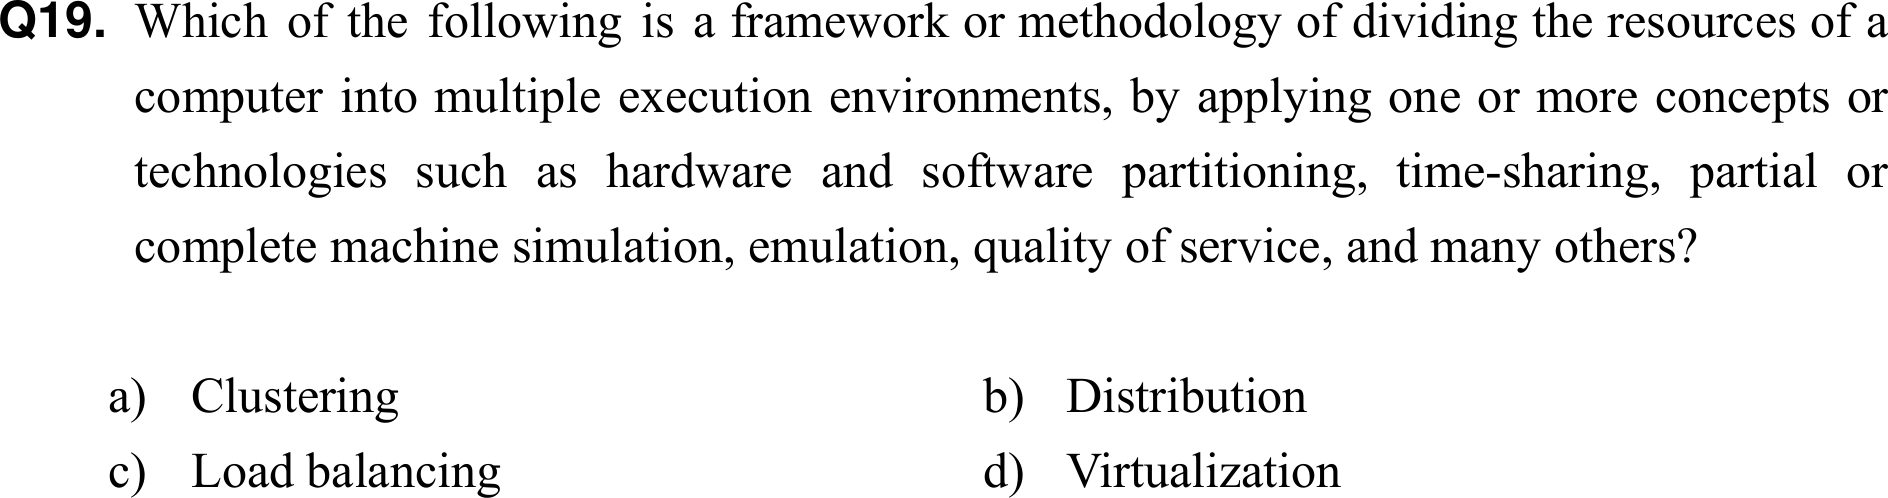 Q19. Which of the following is a framework or methodology of dividing the resources of a
computer into multiple execution environments, by applying one or more concepts or
technologies such as hardware and software partitioning, time-sharing, partial or
complete machine simulation, emulation, quality of service, and many others?
a) Clustering b) Distribution
c) Load balancing d) Virtualization